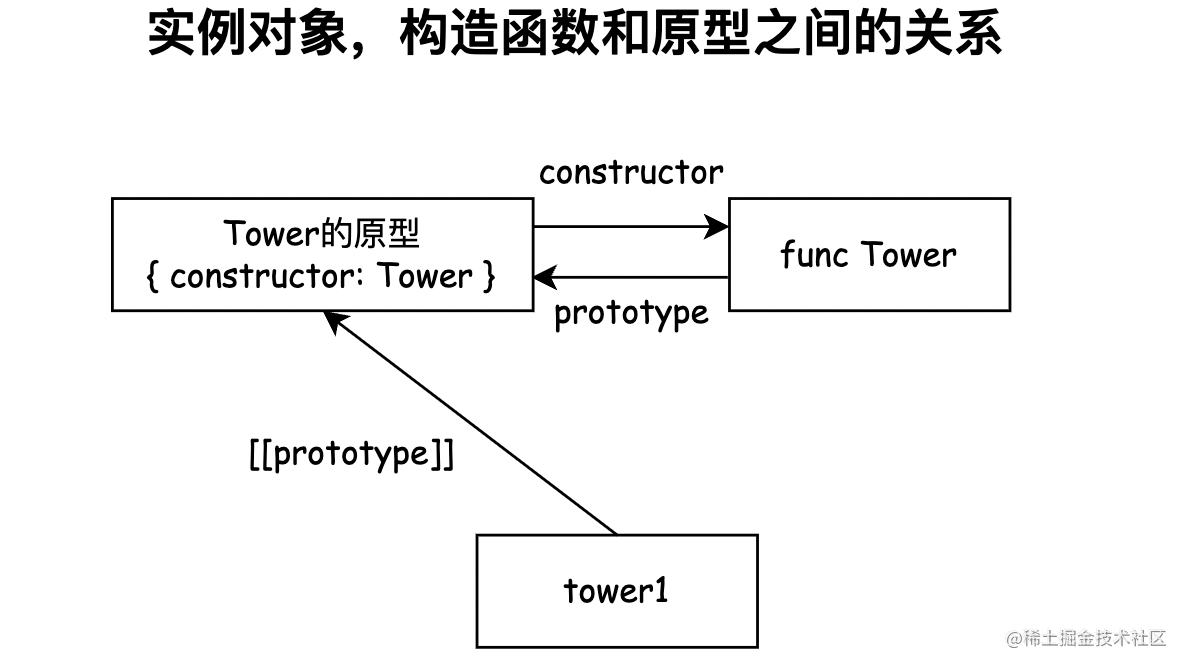 实例对象，构造函数和原型之间的关系
constructor
Tower的原型
{ constructor: Tower }
func Tower
prototype
[[prototype]]
tower1
@稀土掘金技术社区